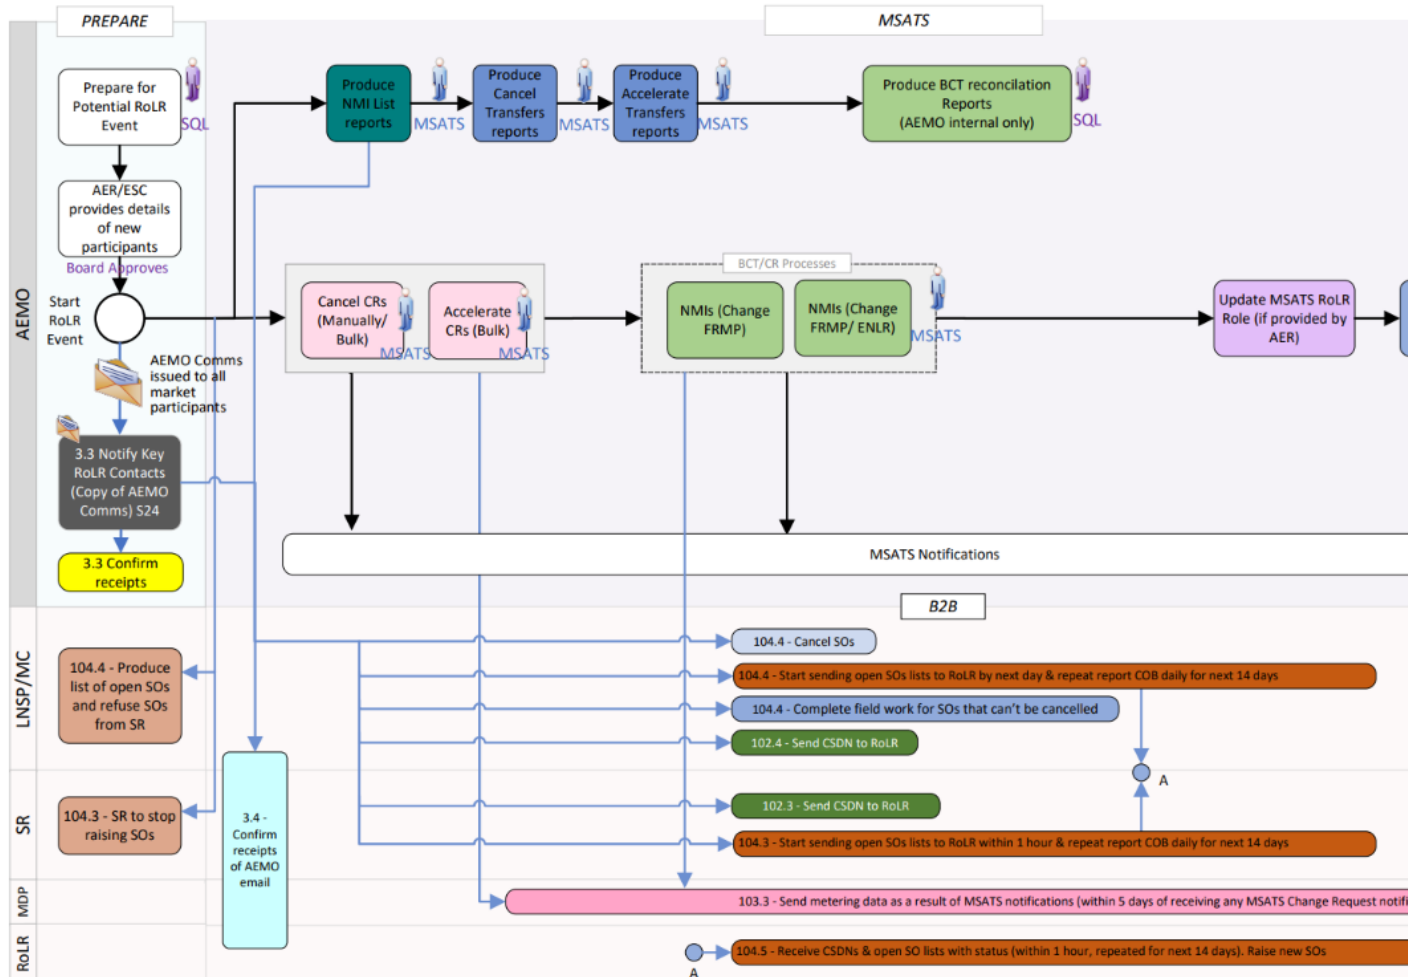 PREPARE
MSATS
Prepare for
Potential RoLR
Event
SQL
AER/ESC
provides details
of new
participants
Board Approves
Start
RoLR
Event
AEMO Comms
issued to all
market
participants
3.3 Notify Key
RoLR Contacts
(Copy of AEMO
Comms) S24
3.3 Confirm
receipts
Produce
NMI List
reports
MSATS
Produce
Cancel
Transfers
reports
MSATS
Produce
Accelerate
Transfers
reports
MSATS
Produce BCT reconcilation
Reports
(AEMO internal only)
SQL
Cancel CRs
(Manually/
Bulk)
MSATS
Accelerate
CRs (Bulk)
MSATS
BCT/CR Processes
NMIs (Change
FRMP)
NMIs (Change
FRMP/ ENLR)
MSATS
Update MSATS RoLR
Role (if provided by
AER)
MSATS Notifications
AEMO
B2B
LNSP/MC
104.4 - Produce
list of open SOs
and refuse SOs
from SR
104.4 - Cancel SOs
104.4 - Start sending open SOs lists to RoLR by next day & repeat report COB daily for next 14 days
104.4 - Complete field work for SOs that can't be cancelled
102.4 - Send CSDN to RoLR
A
SR
104.3 - SR to stop
raising SOs
3.4 -
Confirm
receipts
of AEMO
email
102.3 - Send CSDN to RoLR
104.3 - Start sending open SOs lists to RoLR within 1 hour & repeat report COB daily for next 14 days
MDP
103.3 - Send metering data as a result of MSATS notifications (within 5 days of receiving any MSATS Change Request notifi
RoLR
A
104.5 - Receive CSDNs & open SO lists with status (within 1 hour, repeated for next 14 days). Raise new SOs